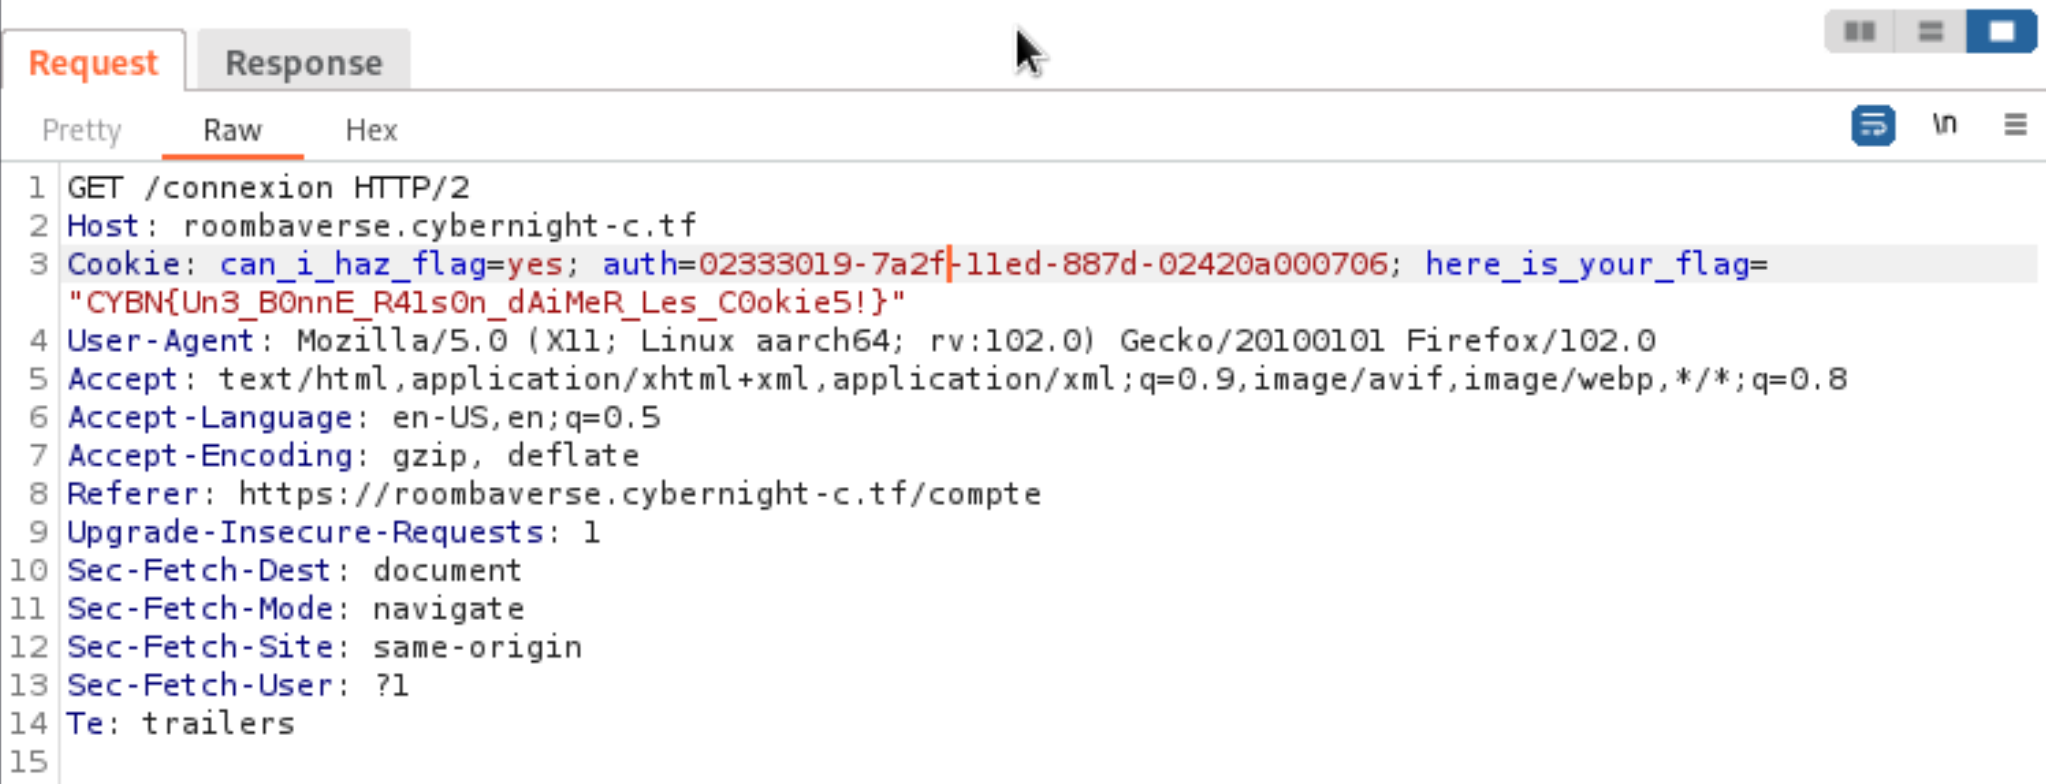 Request Response
Pretty Raw Hex \n
1 GET /connexion HTTP/2
2 Host: roombaverse.cybernight-c.tf
3 Cookie: can_i_haz_flag=yes; auth=02333019-7a2f-11ed-887d-02420a000706; here_is_your_flag=
"CYBN{Un3_B0nnE_R4ls0n_dAiMeR_Les_C0okie5!}"
4 User-Agent: Mozilla/5.0 (X11; Linux aarch64; rv:102.0) Gecko/20100101 Firefox/102.0
5 Accept: text/html,application/xhtml+xml,application/xml;q=0.9,image/avif,image/webp,*/*;q=0.8
6 Accept-Language: en-US,en;q=0.5
7 Accept-Encoding: gzip, deflate
8 Referer: https://roombaverse.cybernight-c.tf/compte
9 Upgrade-Insecure-Requests: 1
10 Sec-Fetch-Dest: document
11 Sec-Fetch-Mode: navigate
12 Sec-Fetch-Site: same-origin
13 Sec-Fetch-User: ?1
14 Te: trailers
15